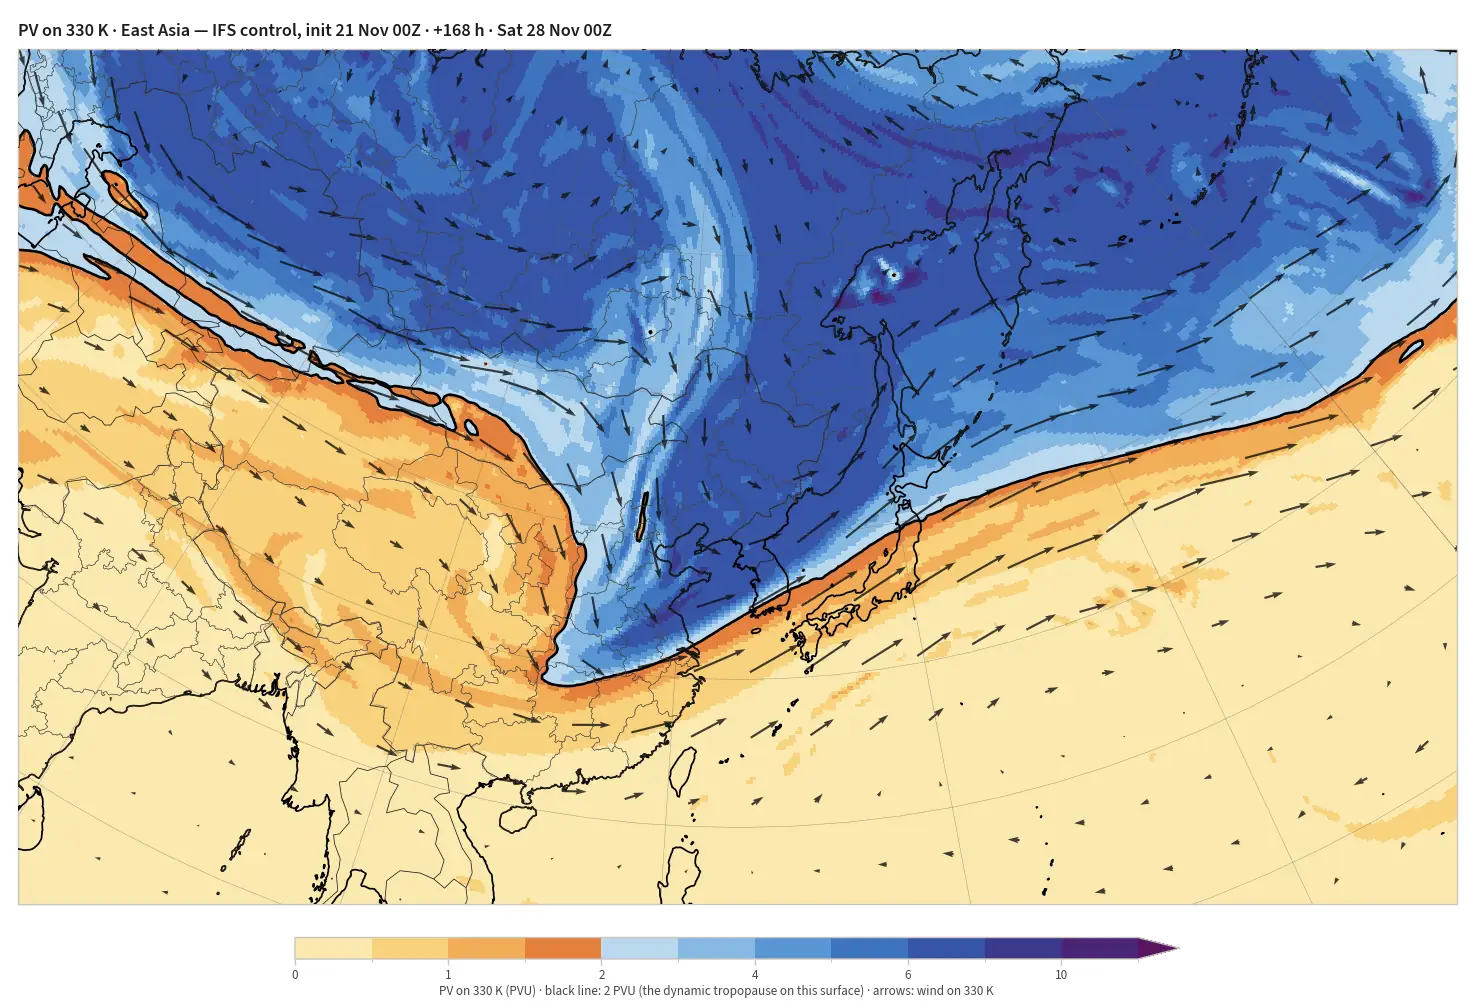 PV on 330 K · East Asia — IFS control, init 21 Nov 00Z · +168 h · Sat 28 Nov 00Z
0 1 2 4 6 10
PV on 330 K (PVU) · black line: 2 PVU (the dynamic tropopause on this surface) · arrows: wind on 330 K